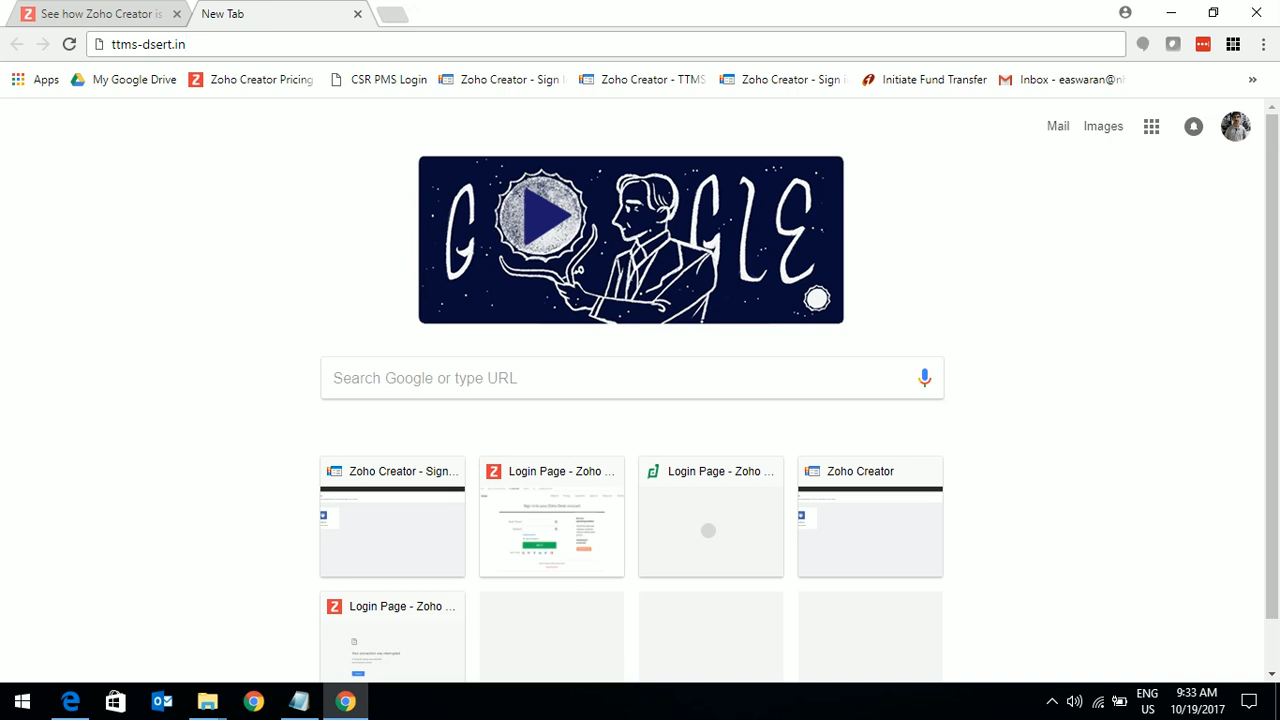 See how Zoho Creator is
New Tab
ttms-dsert.in
Apps
My Google Drive
Zoho Creator Pricing
CSR PMS Login
Zoho Creator - Sign
Zoho Creator - TTMS
Zoho Creator - Sign
Initiate Fund Transfer
Inbox - easwaran@
Mail
Images
GOOGLE
Search Google or type URL
Zoho Creator - Sign...
Login Page - Zoho ...
Login Page - Zoho ...
Zoho Creator
Login Page - Zoho ...
ENG
US
9:33 AM
10/19/2017